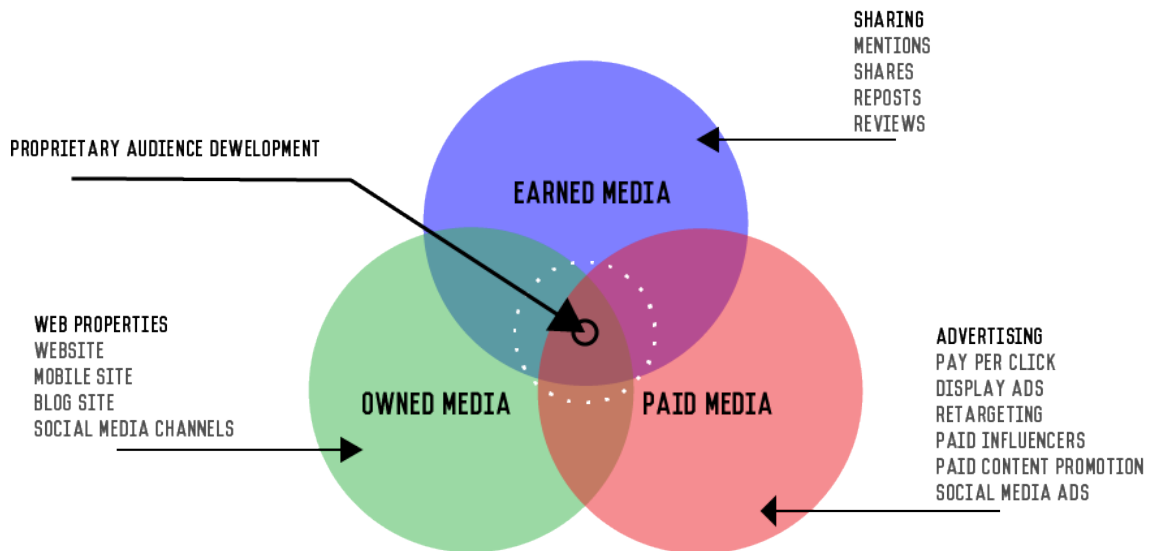 SHARING
MENTIONS
SHARES
REPOSTS
REVIEWS
PROPRIETARY AUDIENCE DEWELOPMENT
EARNED MEDIA
WEB PROPERTIES
WEBSITE
MOBILE SITE
BLOG SITE
SOCIAL MEDIA CHANNELS
OWNED MEDIA
PAID MEDIA
ADVERTISING
PAY PER CLICK
DISPLAY ADS
RETARGETING
PAID INFLUENCERS
PAID CONTENT PROMOTION
SOCIAL MEDIA ADS